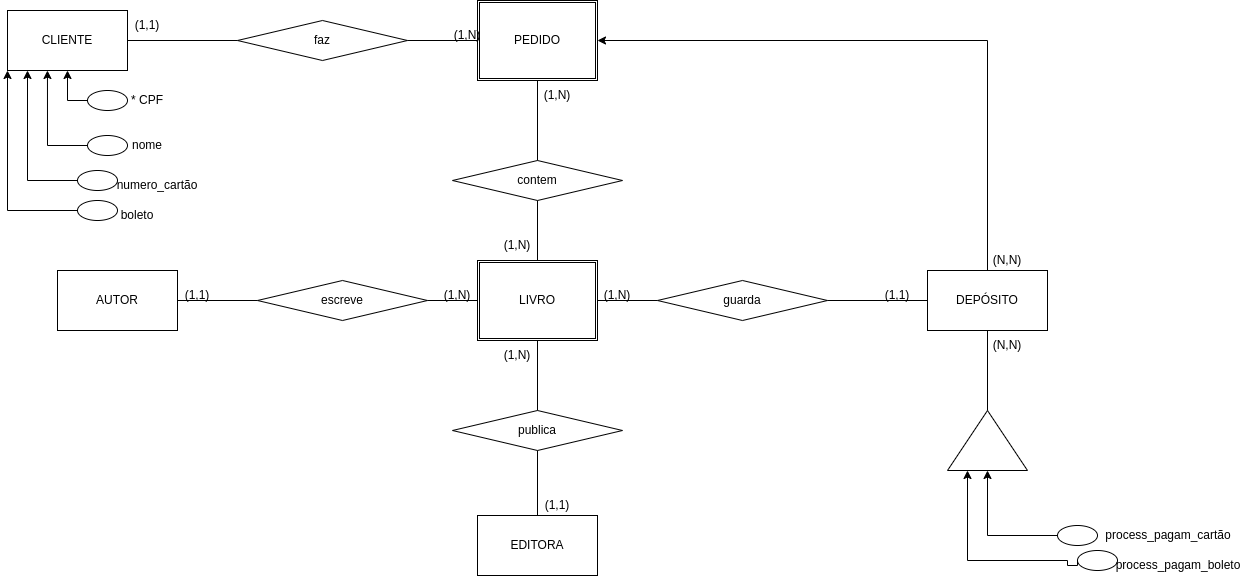 CLIENTE
(1,1)
faz
(1,N)
PEDIDO
(1,N)
* CPF
nome
numero_cartão
boleto
contem
(1,N)
AUTOR
(1,1)
escreve
(1,N)
LIVRO
(1,N)
guarda
(1,1)
(N,N)
DEPÓSITO
(N,N)
(1,N)
publica
(1,1)
EDITORA
process_pagam_cartão
process_pagam_boleto